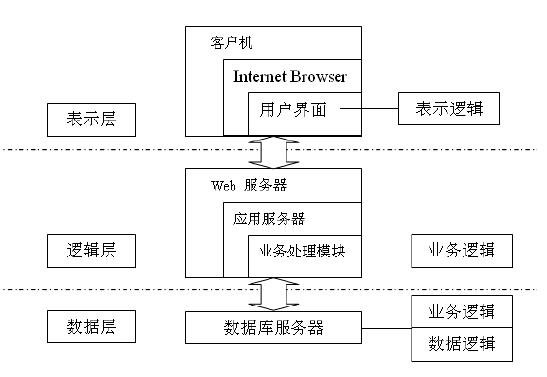 客户机
Internet Browser
用户界面
表示层
表示逻辑
Web 服务器
应用服务器
业务处理模块
逻辑层
业务逻辑
数据层
数据库服务器
业务逻辑
数据逻辑